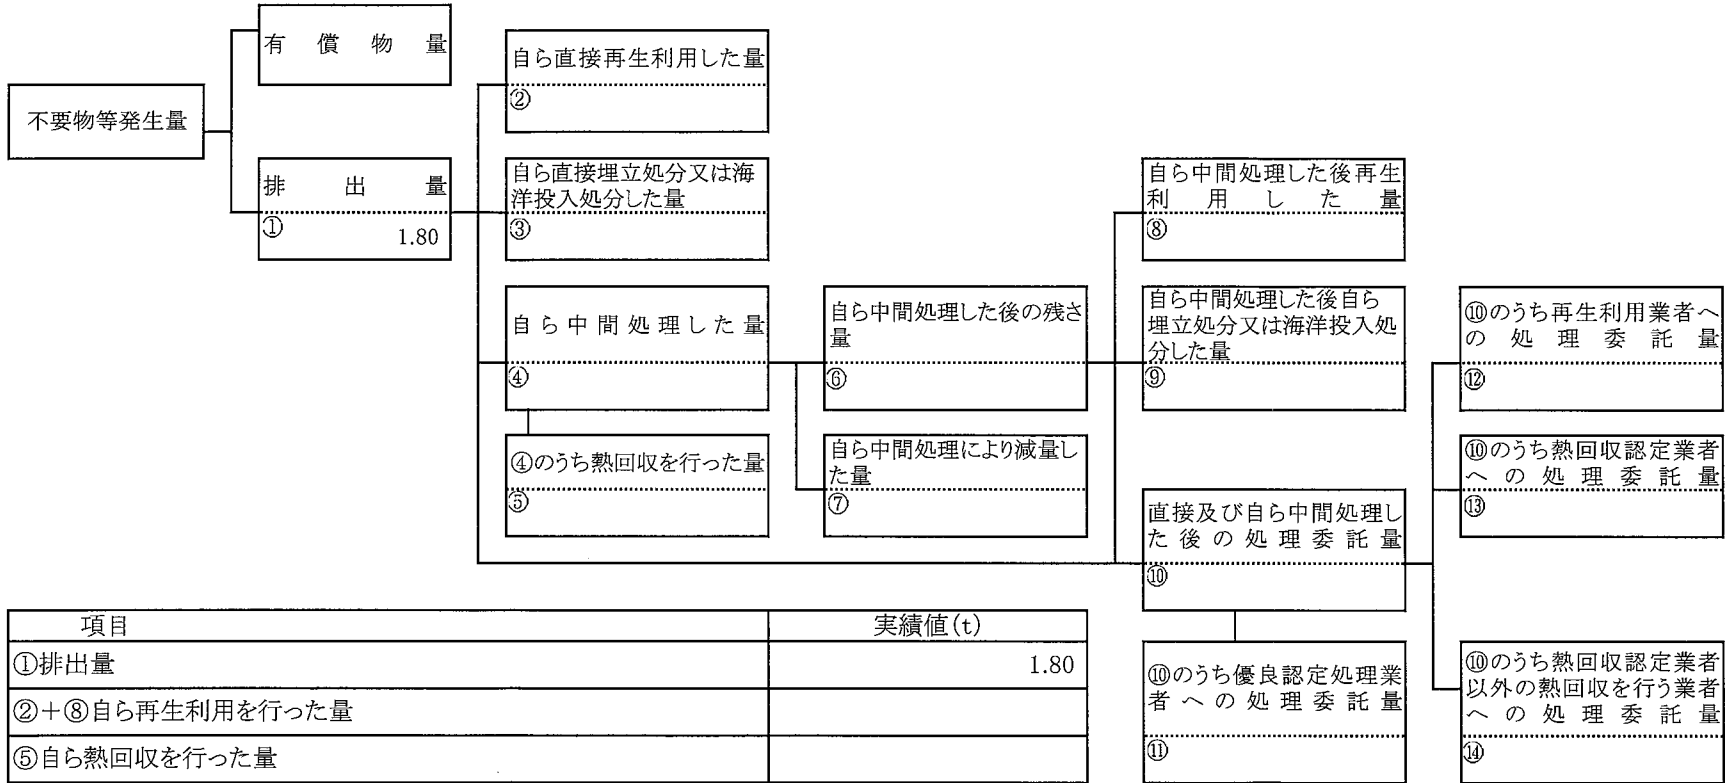 有償物量
不要物等発生量
排出量
①
1.80
自ら直接再生利用した量
②
自ら直接埋立処分又は海
洋投入処分した量
③
自ら中間処理した量
④
④のうち熱回収を行った量
⑤
自ら中間処理した後の残さ
量
⑥
自ら中間処理により減量し
た量
⑦
自ら中間処理した後再生
利用した量
⑧
自ら中間処理した後自ら
埋立処分又は海洋投入処
分した量
⑨
直接及び自ら中間処理し
た後の処理委託量
⑩
⑩のうち優良認定処理業
者への処理委託量
⑪
⑩のうち再生利用業者へ
の処理委託量
⑫
⑩のうち熱回収認定業者
への処理委託量
⑬
⑩のうち熱回収認定業者
以外の熱回収を行う業者
への処理委託量
⑭
項目 実績値(t)
①排出量 1.80
②+⑧自ら再生利用を行った量
⑤自ら熱回収を行った量